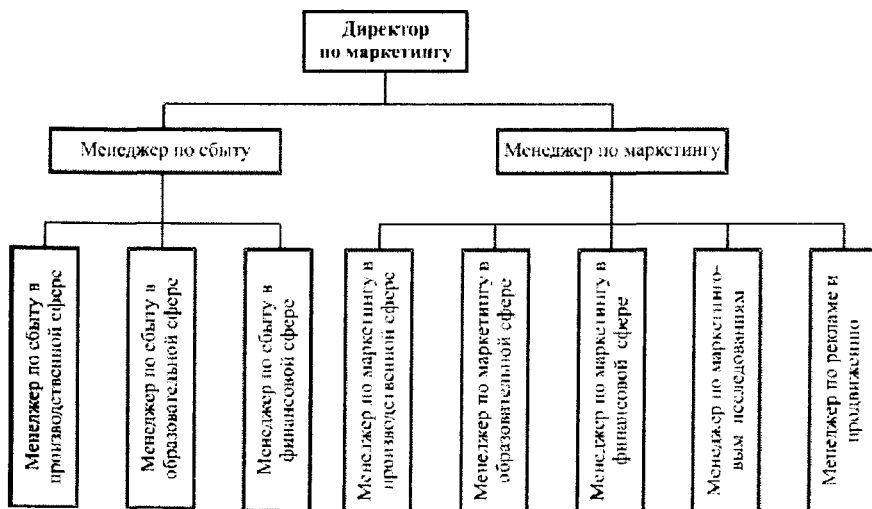 Директор
по маркетингу
Менеджер по сбыту
Менеджер по маркетингу
Менеджер по сбыту в
производственной сфере
Менеджер по сбыту в
образовательной сфере
Менеджер по сбыту в
финансовой сфере
Менеджер по маркетингу в
производственной сфере
Менеджер по маркетингу в
образовательной сфере
Менеджер по маркетингу в
финансовой сфере
Менеджер по маркетинго-
вым исследованиям
Менеджер по рекламе и
продвижению